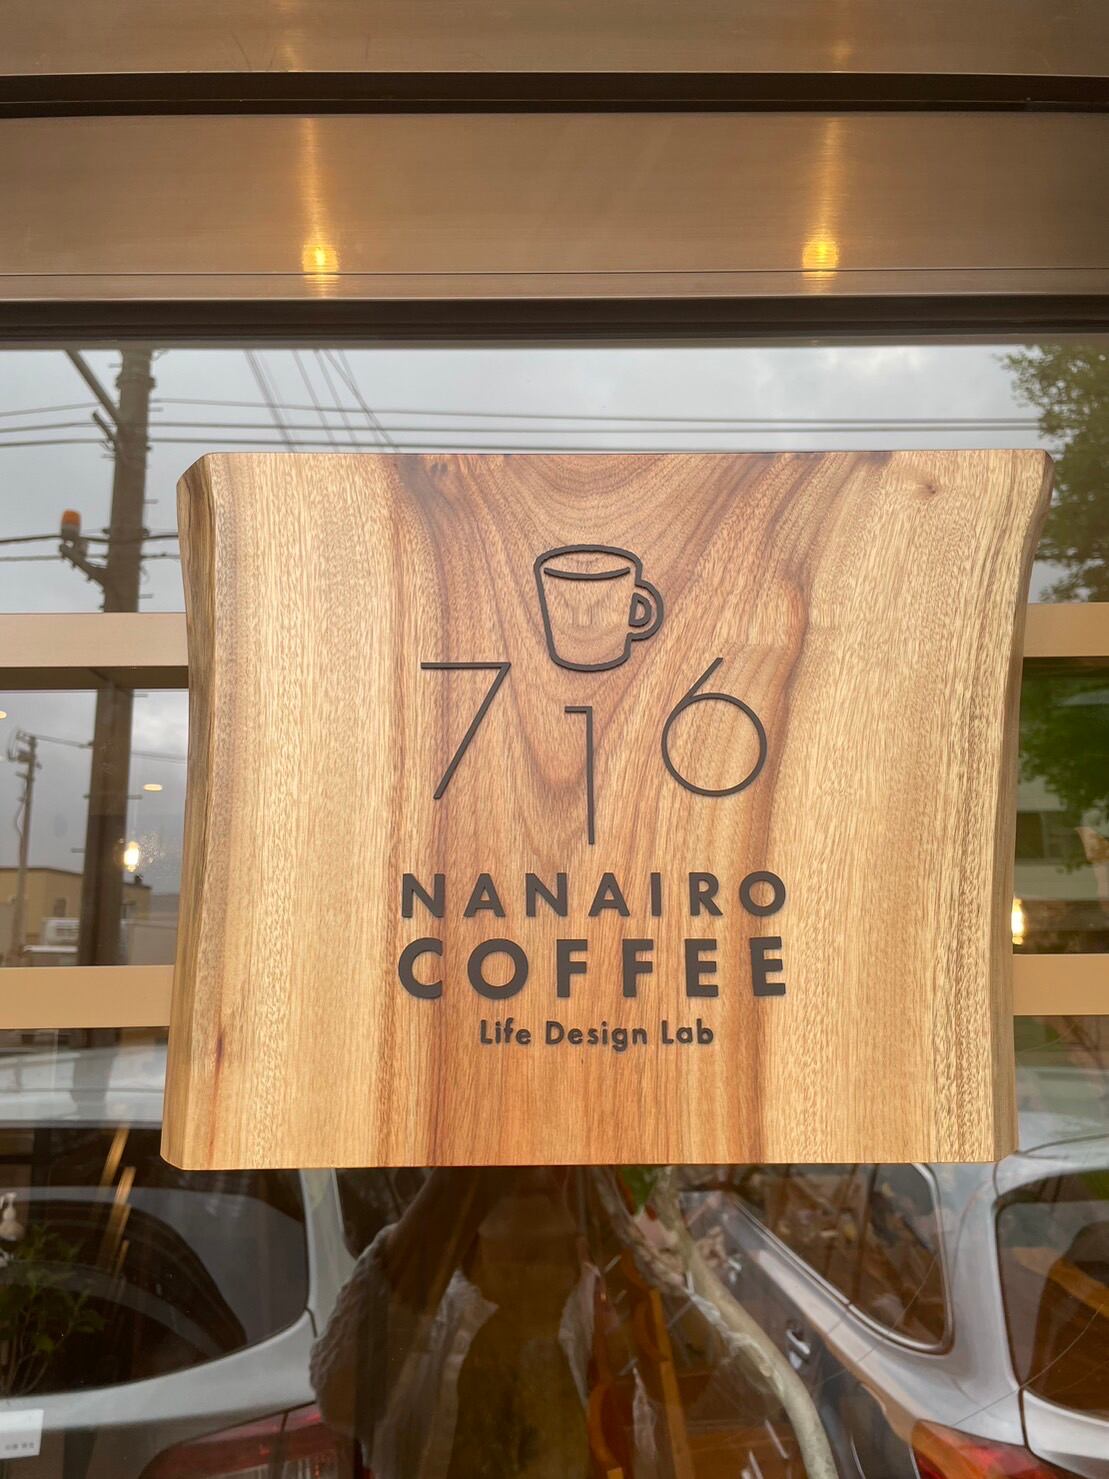 716
NANAIRO
COFFEE
Life Design Lab